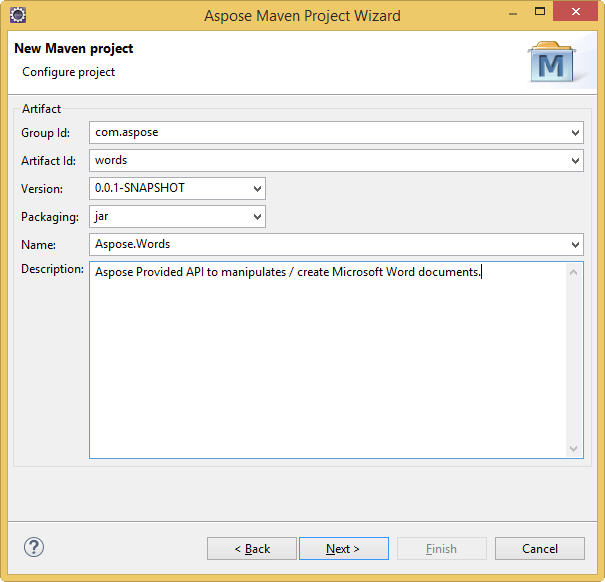 Aspose Maven Project Wizard
New Maven project
Configure project
M
Artifact
Group Id: com.aspose
Artifact Id: words
Version: 0.0.1-SNAPSHOT
Packaging: jar
Name: Aspose.Words
Description: Aspose Provided API to manipulates / create Microsoft Word documents.
? < Back Next > Finish Cancel